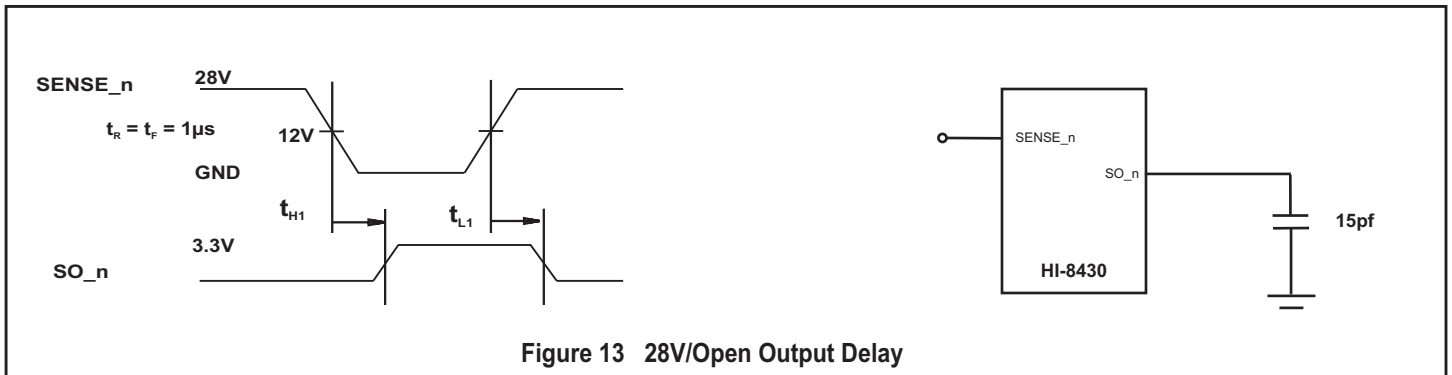 SENSE_n
28V
tR = tF = 1µs
12V
GND
tH1
tL1
3.3V
SO_n
SENSE_n
SO_n
HI-8430
15pf
Figure 13 28V/Open Output Delay